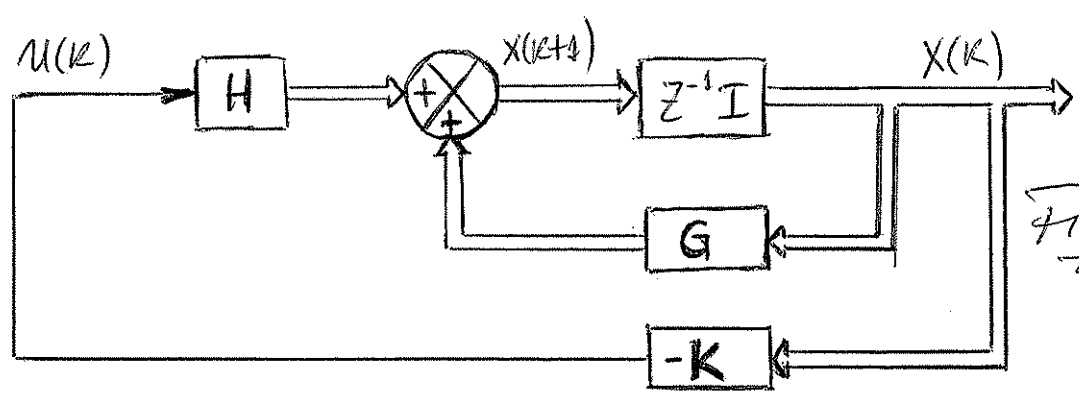 u(k)
H
+
+
X(k+1)
Z⁻¹ I
X(k)
G
-K